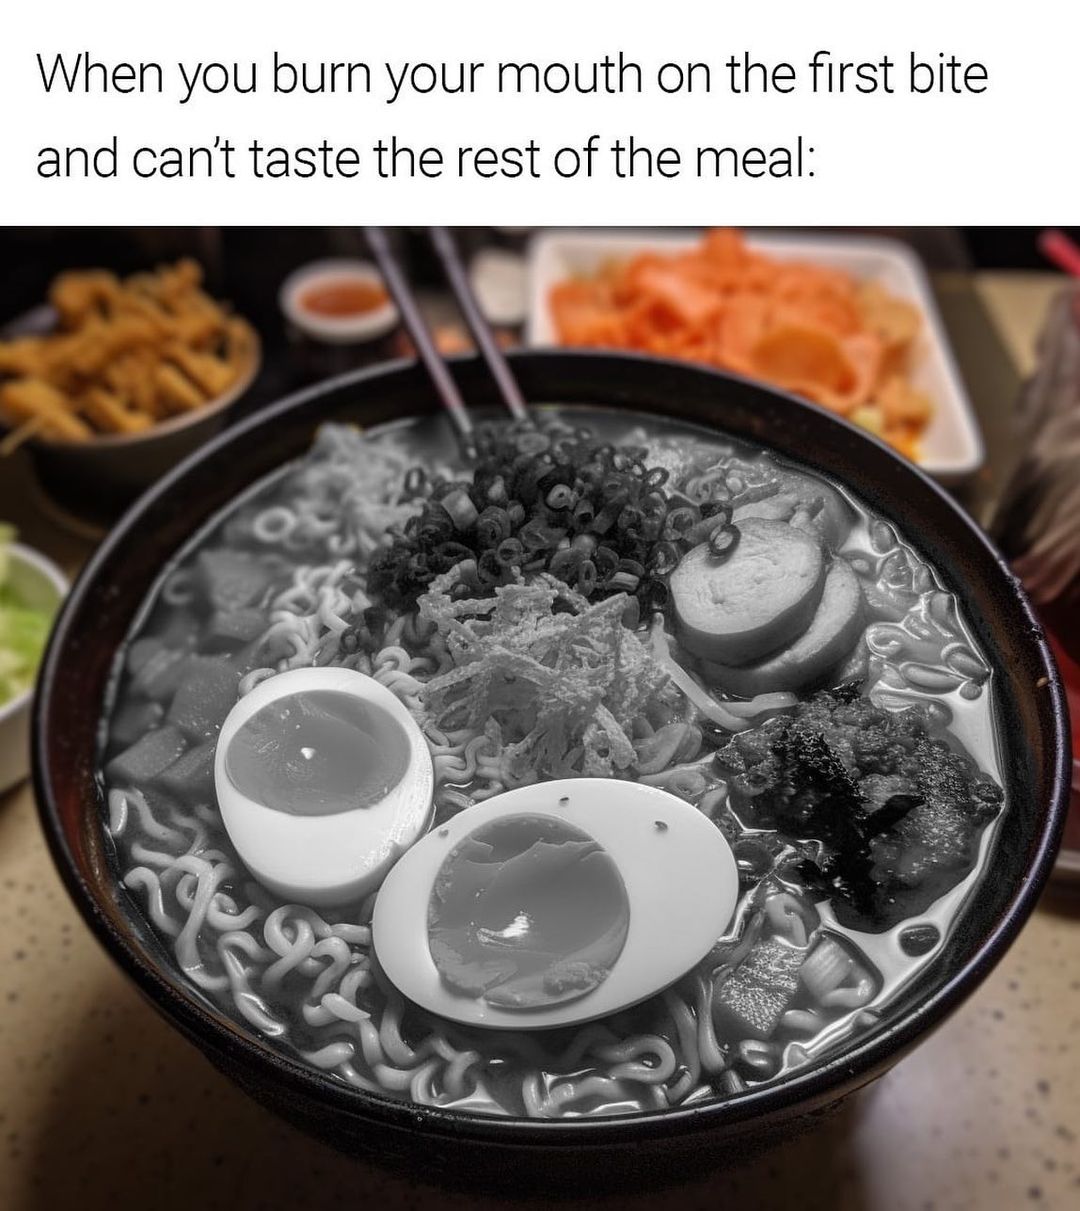 When you burn your mouth on the first bite
and can't taste the rest of the meal: